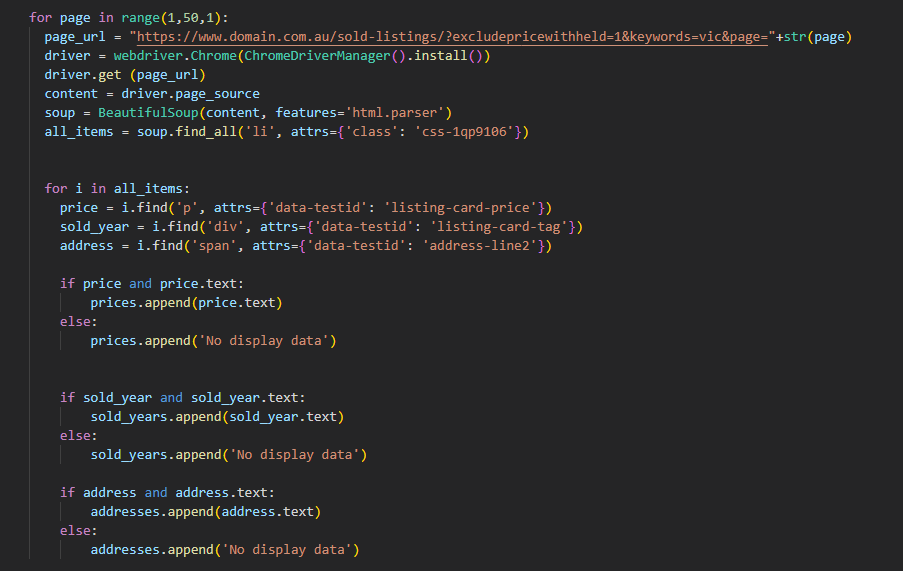 for page in range(1,50,1):
page_url = "https://www.domain.com.au/sold-listings/?excludepricewithheld=1&keywords=vic&page="+str(page)
driver = webdriver.Chrome(ChromeDriverManager().install())
driver.get (page_url)
content = driver.page_source
soup = BeautifulSoup(content, features='html.parser')
all_items = soup.find_all('li', attrs={'class': 'css-1qp9106'})
for i in all_items:
price = i.find('p', attrs={'data-testid': 'listing-card-price'})
sold_year = i.find('div', attrs={'data-testid': 'listing-card-tag'})
address = i.find('span', attrs={'data-testid': 'address-line2'})
if price and price.text:
prices.append(price.text)
else:
prices.append('No display data')
if sold_year and sold_year.text:
sold_years.append(sold_year.text)
else:
sold_years.append('No display data')
if address and address.text:
addresses.append(address.text)
else:
addresses.append('No display data')